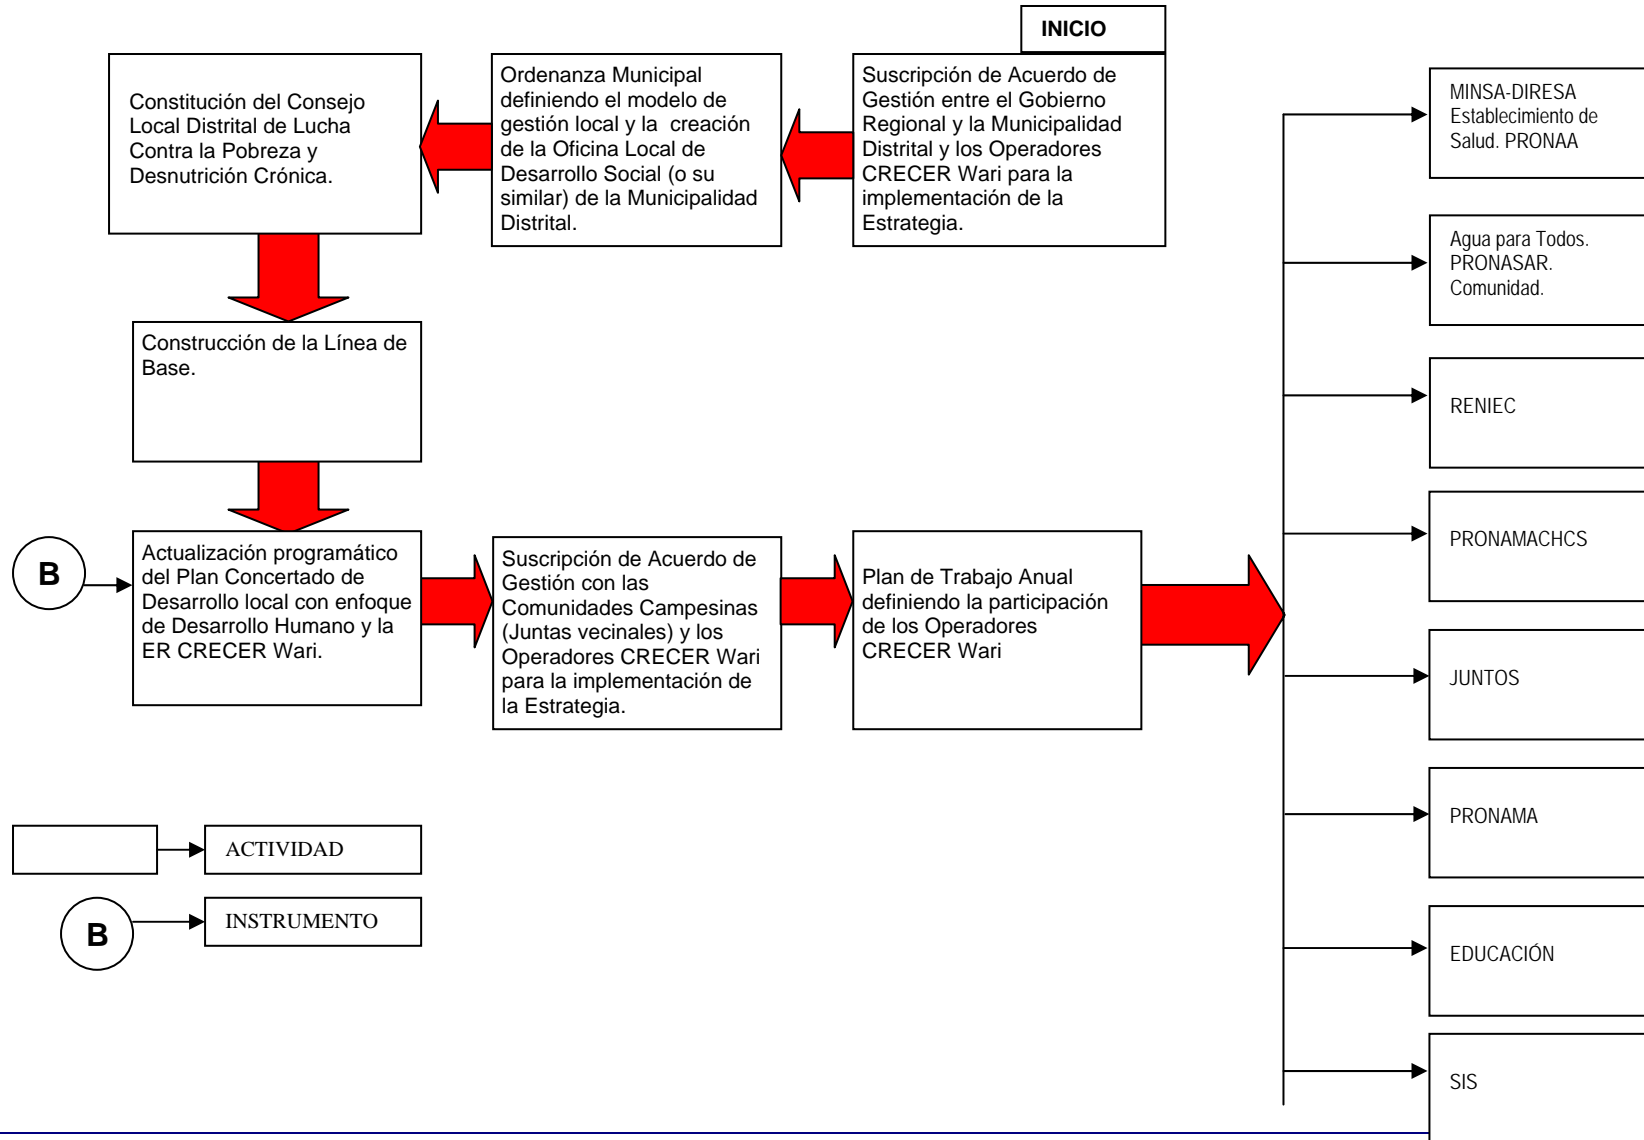 INICIO
Suscripción de Acuerdo de
Gestión entre el Gobierno
Regional y la Municipalidad
Distrital y los Operadores
CRECER Wari para la
implementación de la
Estrategia.
Ordenanza Municipal
definiendo el modelo de
gestión local y la creación
de la Oficina Local de
Desarrollo Social (o su
similar) de la Municipalidad
Distrital.
Constitución del Consejo
Local Distrital de Lucha
Contra la Pobreza y
Desnutrición Crónica.
Construcción de la Línea de
Base.
B
Actualización programático
del Plan Concertado de
Desarrollo local con enfoque
de Desarrollo Humano y la
ER CRECER Wari.
Suscripción de Acuerdo de
Gestión con las
Comunidades Campesinas
(Juntas vecinales) y los
Operadores CRECER Wari
para la implementación de
la Estrategia.
Plan de Trabajo Anual
definiendo la participación
de los Operadores
CRECER Wari
MINSA-DIRESA
Establecimiento de
Salud. PRONAA
Agua para Todos.
PRONASAR.
Comunidad.
RENIEC
PRONAMACHCS
JUNTOS
PRONAMA
EDUCACIÓN
SIS
ACTIVIDAD
B
INSTRUMENTO